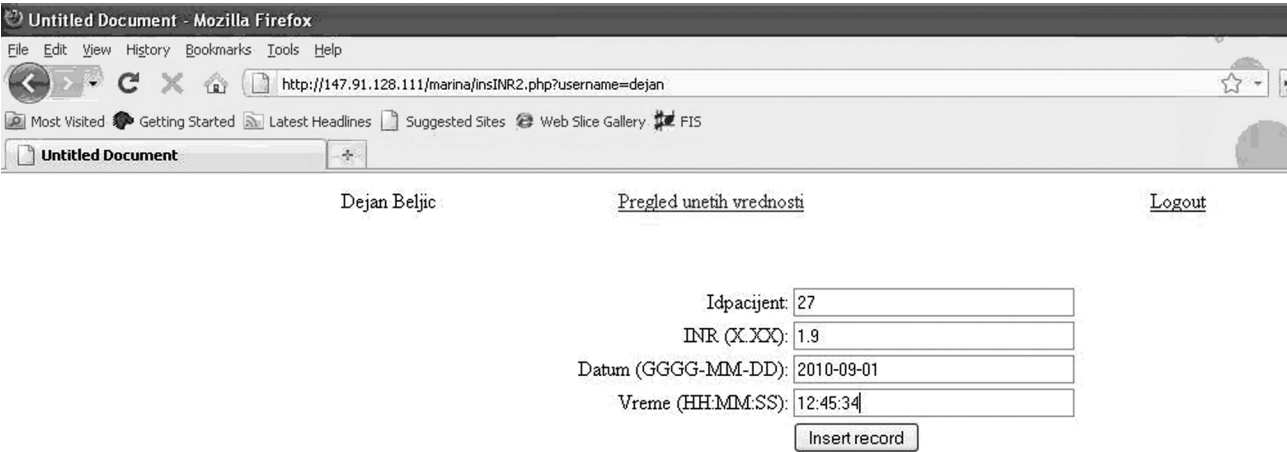 Untitled Document - Mozilla Firefox
File Edit View History Bookmarks Tools Help
http://147.91.128.111/marina/insINR2.php?username=dejan
Most Visited Getting Started Latest Headlines Suggested Sites Web Slice Gallery FIS
Untitled Document
Dejan Beljic Pregled unetih vrednosti Logout
Idpacijent: 27
INR (X.XX): 1.9
Datum (GGGG-MM-DD): 2010-09-01
Vreme (HH:MM:SS): 12:45:34
Insert record